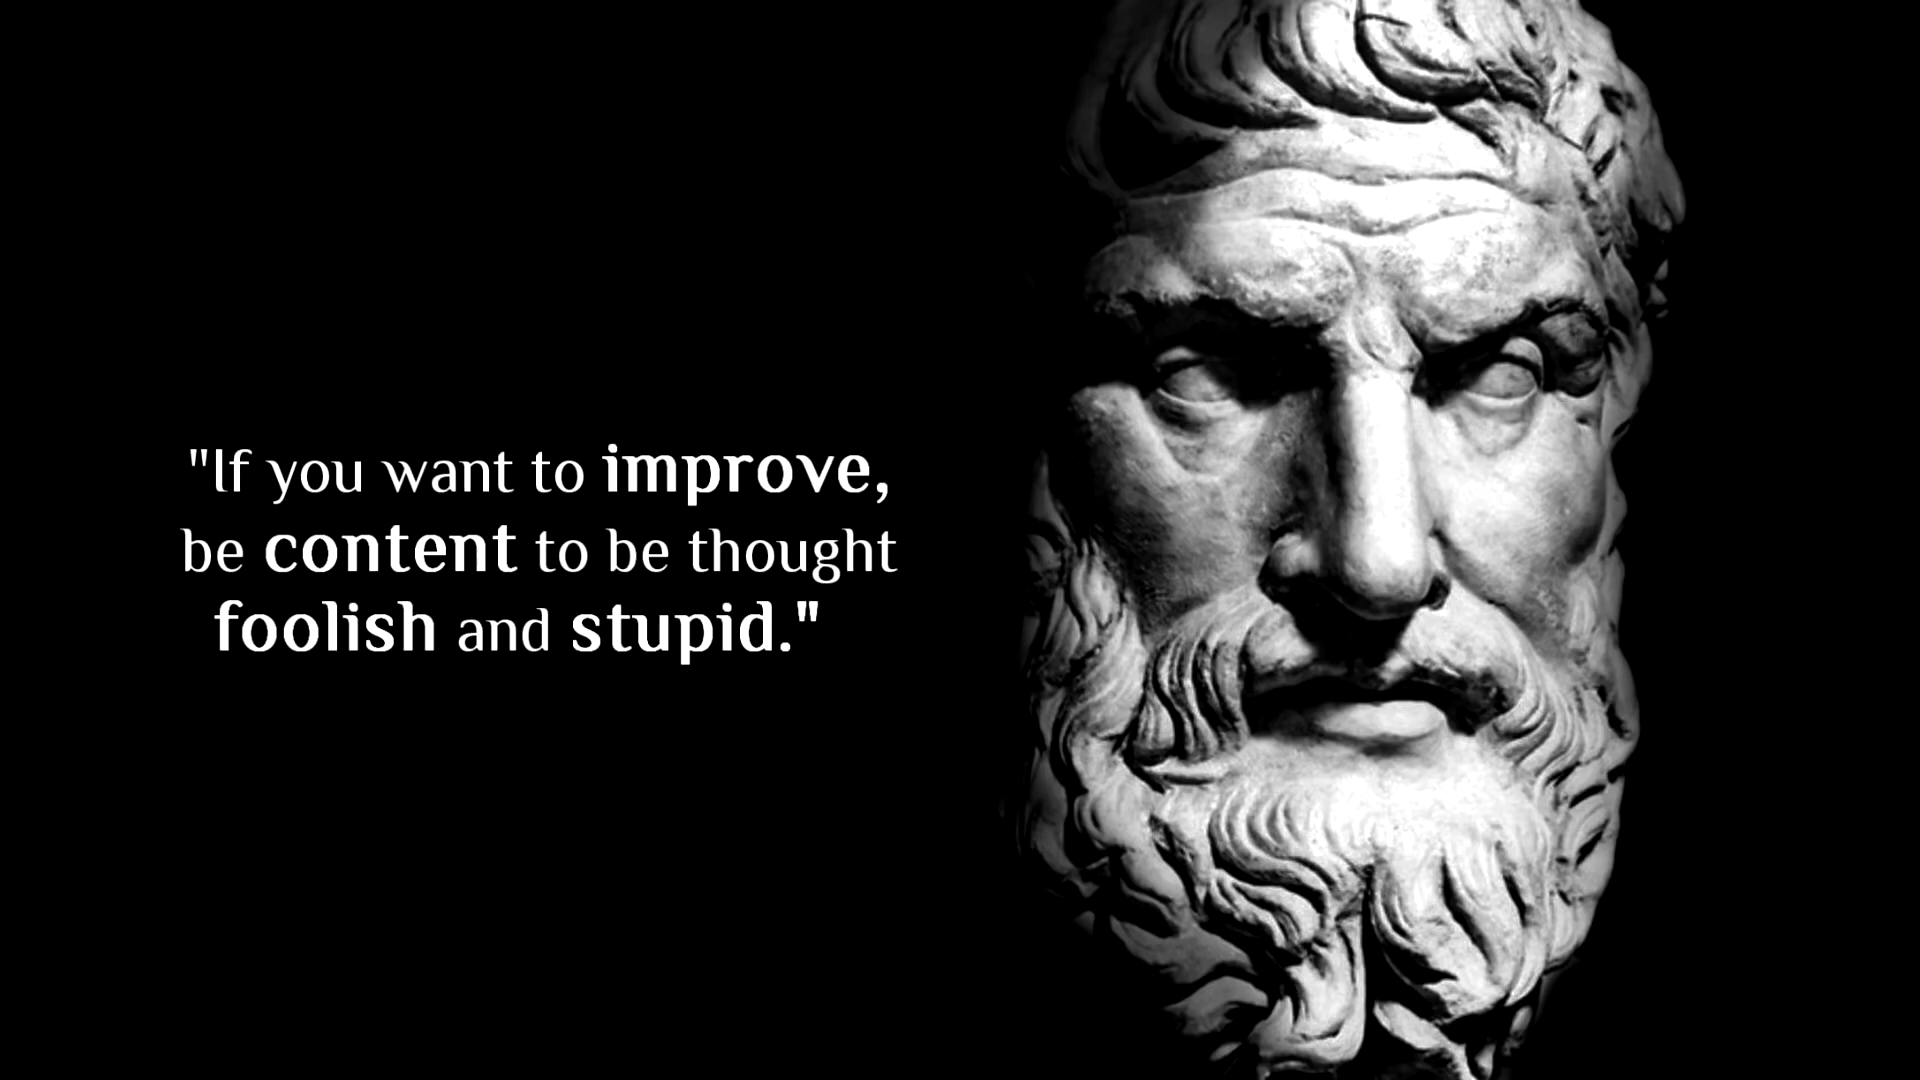 "If you want to improve,
be content to be thought
foolish and stupid."